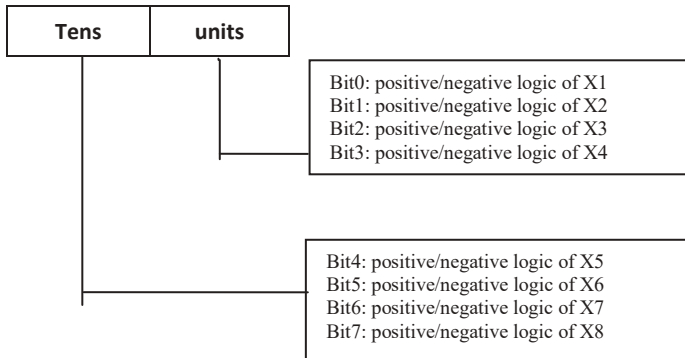 Tens units
Bit0: positive/negative logic of X1
Bit1: positive/negative logic of X2
Bit2: positive/negative logic of X3
Bit3: positive/negative logic of X4
Bit4: positive/negative logic of X5
Bit5: positive/negative logic of X6
Bit6: positive/negative logic of X7
Bit7: positive/negative logic of X8